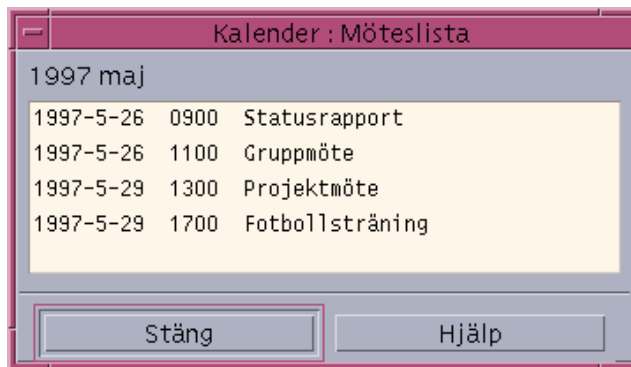 Kalender : Möteslista
1997 maj
1997-5-26 0900 Statusrapport
1997-5-26 1100 Gruppmöte
1997-5-29 1300 Projektmöte
1997-5-29 1700 Fotbollsträning
Stäng Hjälp